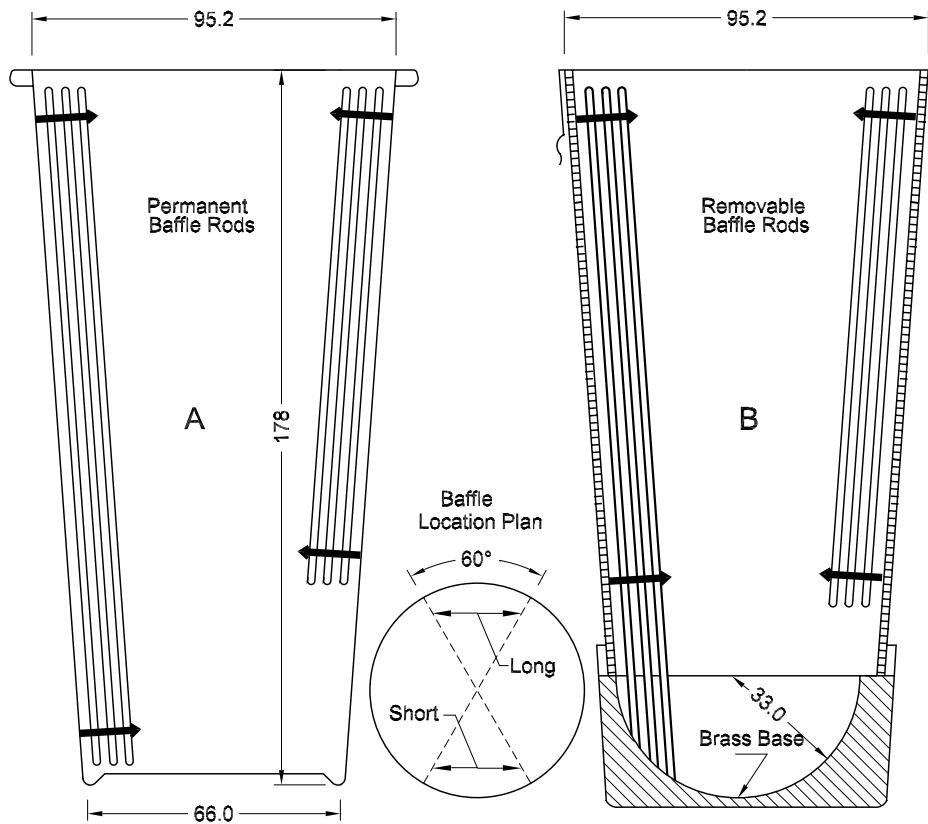 95.2
95.2
Permanent
Baffle Rods
Removable
Baffle Rods
A
178
B
Baffle
Location Plan
60°
Long
Short
33.0
Brass Base
66.0